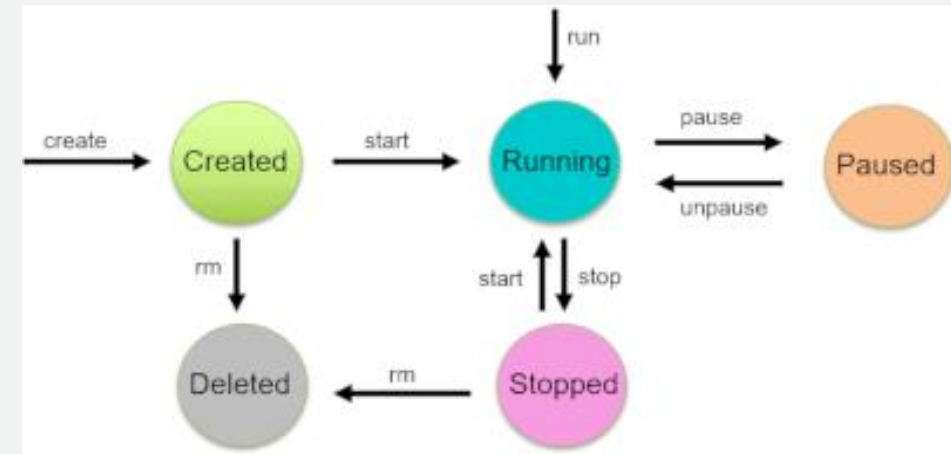 run
create
Created
start
Running
pause
unpause
Paused
rm
start
stop
Deleted
rm
Stopped